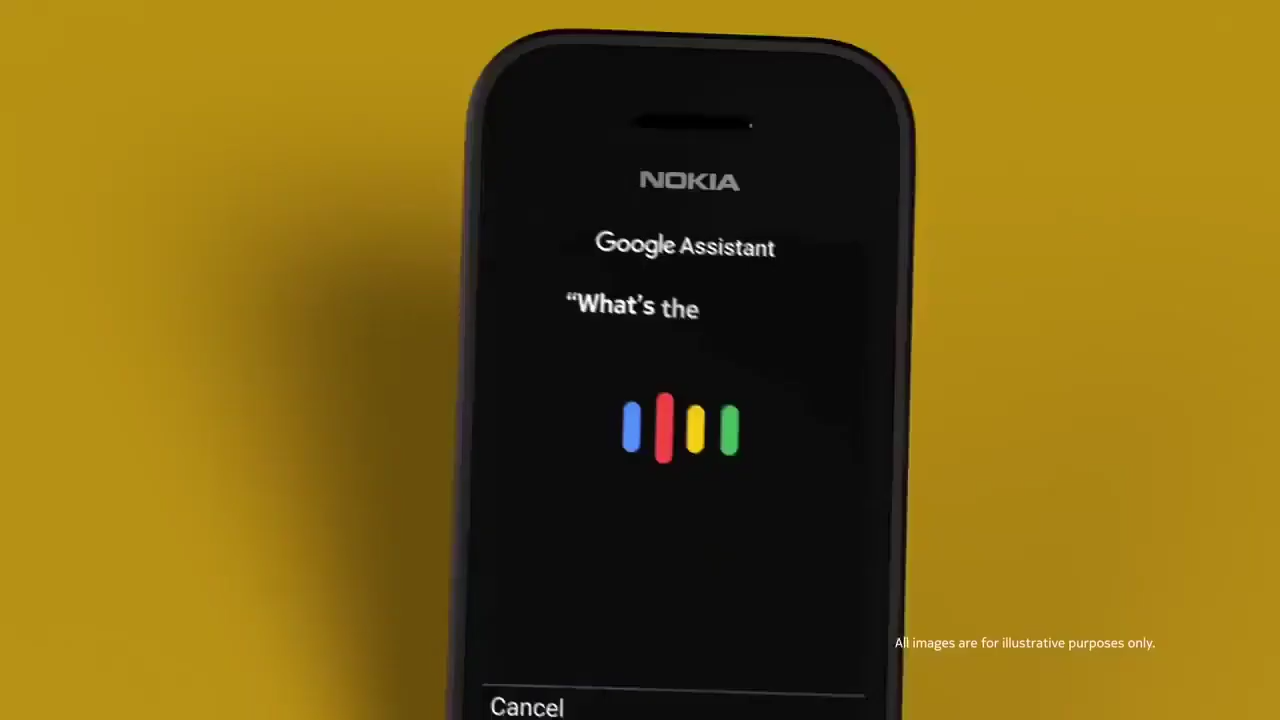 NOKIA
Google Assistant
“What's the
All images are for illustrative purposes only.
Cancel